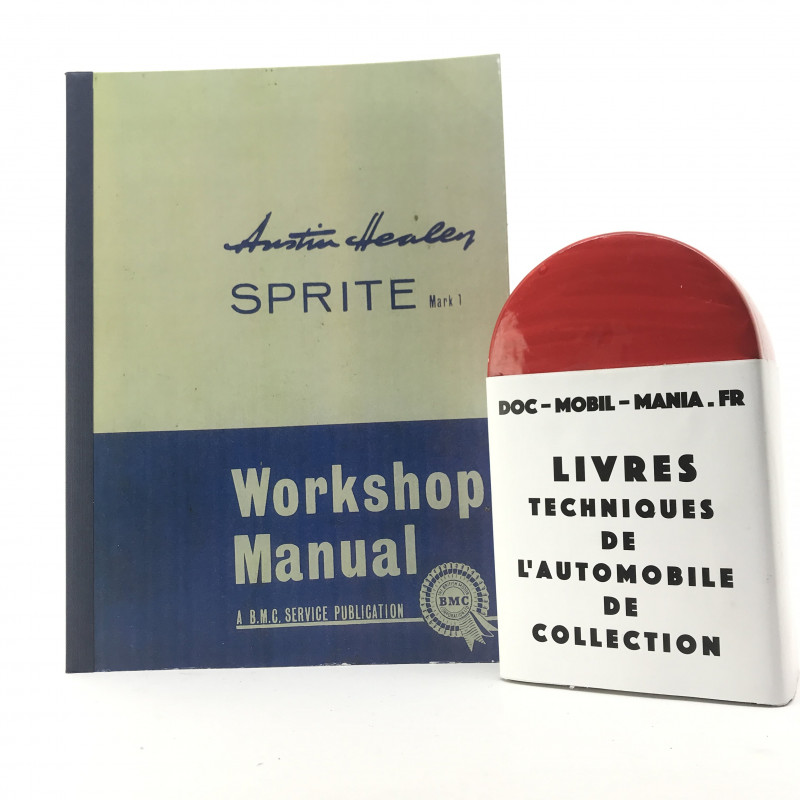 Austin Healey
SPRITE Mark 1
Workshop
Manual
A B.M.C. SERVICE PUBLICATION
BMC
DOC-MOBIL-MANIA.FR
LIVRES
TECHNIQUES
DE
L'AUTOMOBILE
DE
COLLECTION